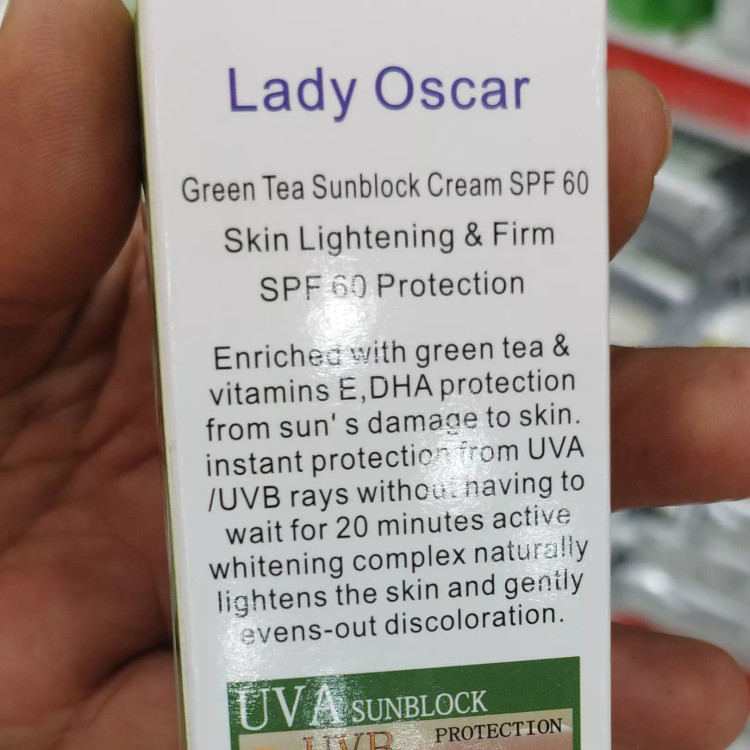 Lady Oscar
Green Tea Sunblock Cream SPF 60
Skin Lightening & Firm
SPF 60 Protection
Enriched with green tea &
vitamins E,DHA protection
from sun's damage to skin.
instant protection from UVA
/UVB rays without having to
wait for 20 minutes active
whitening complex naturally
lightens the skin and gently
evens-out discoloration.
UVA SUNBLOCK
UVB PROTECTION